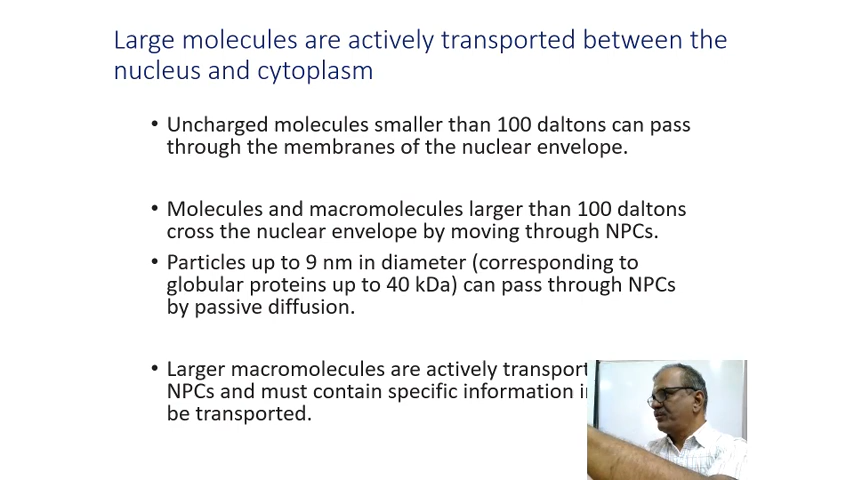 Large molecules are actively transported between the
nucleus and cytoplasm
• Uncharged molecules smaller than 100 daltons can pass
through the membranes of the nuclear envelope.
• Molecules and macromolecules larger than 100 daltons
cross the nuclear envelope by moving through NPCs.
• Particles up to 9 nm in diameter (corresponding to
globular proteins up to 40 kDa) can pass through NPCs
by passive diffusion.
• Larger macromolecules are actively transport
NPCs and must contain specific information
be transported.